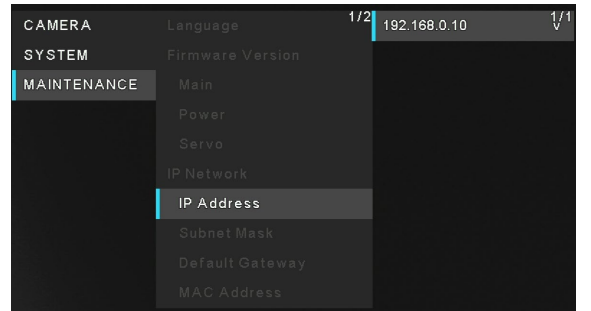 CAMERA
SYSTEM
MAINTENANCE
Language 1/2
Firmware Version
Main
Power
Servo
IP Network
IP Address
Subnet Mask
Default Gateway
MAC Address
192.168.0.10 1/1
v